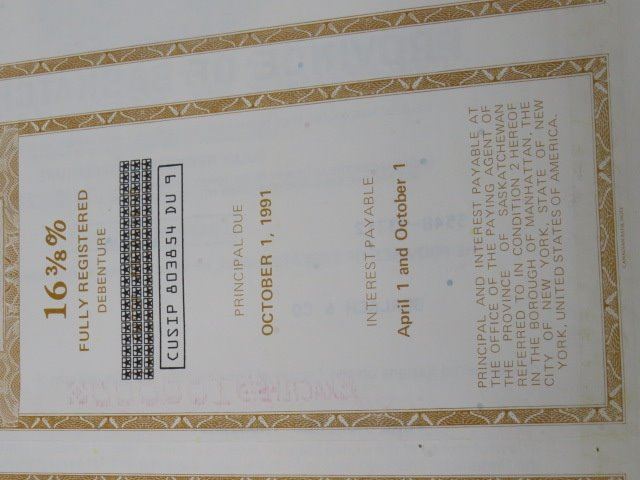 16 3/8%
FULLY REGISTERED
DEBENTURE
CUSIP 803854 DU 9
PRINCIPAL DUE
OCTOBER 1, 1991
INTEREST PAYABLE
April 1 and October 1
PRINCIPAL AND INTEREST PAYABLE AT
THE OFFICE OF THE PAYING AGENT OF
THE PROVINCE OF SASKATCHEWAN
REFERRED TO IN CONDITION 2 HEREOF
IN THE BOROUGH OF MANHATTAN, THE
CITY OF NEW YORK, STATE OF NEW
YORK, UNITED STATES OF AMERICA.